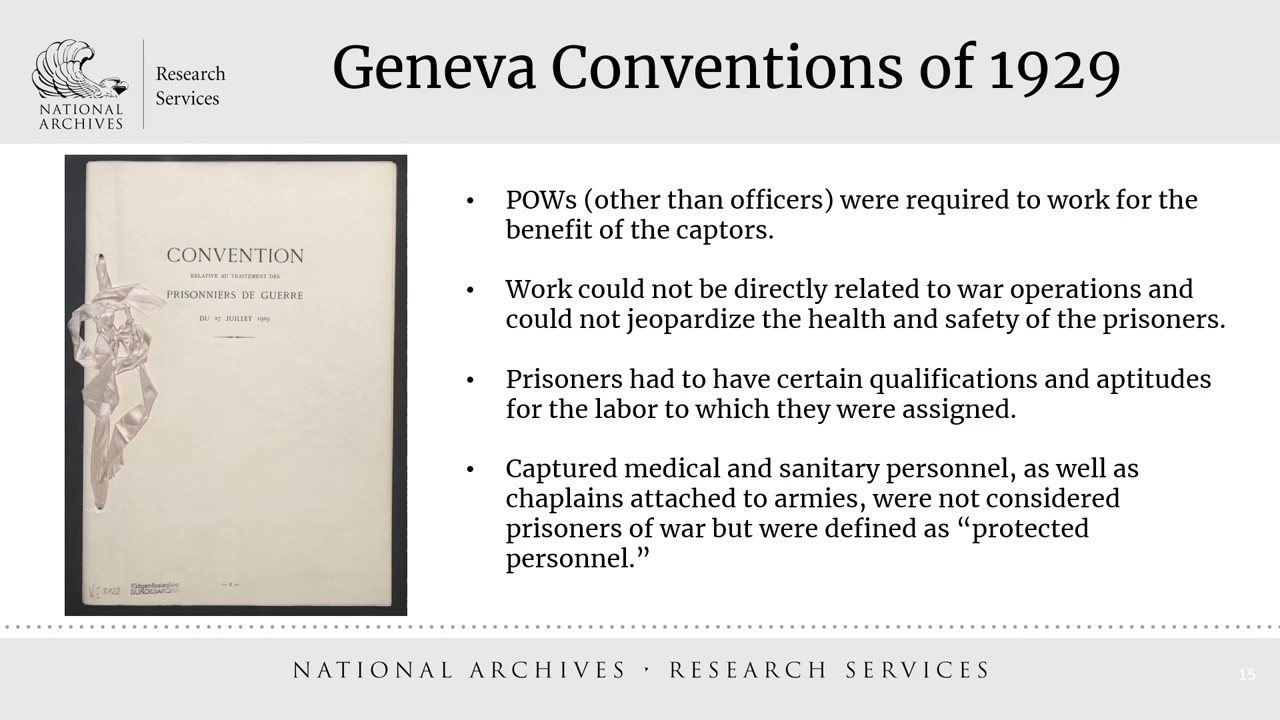 NATIONAL
ARCHIVES
Research
Services
Geneva Conventions of 1929
CONVENTION
RELATIVE AU TRAITEMENT DES
PRISONNIERS DE GUERRE
DU 27 JUILLET 1929
Eidgenössisches
BUNDESARCHIV
• POWs (other than officers) were required to work for the
benefit of the captors.
• Work could not be directly related to war operations and
could not jeopardize the health and safety of the prisoners.
• Prisoners had to have certain qualifications and aptitudes
for the labor to which they were assigned.
• Captured medical and sanitary personnel, as well as
chaplains attached to armies, were not considered
prisoners of war but were defined as “protected
personnel.”
NATIONAL ARCHIVES · RESEARCH SERVICES
15